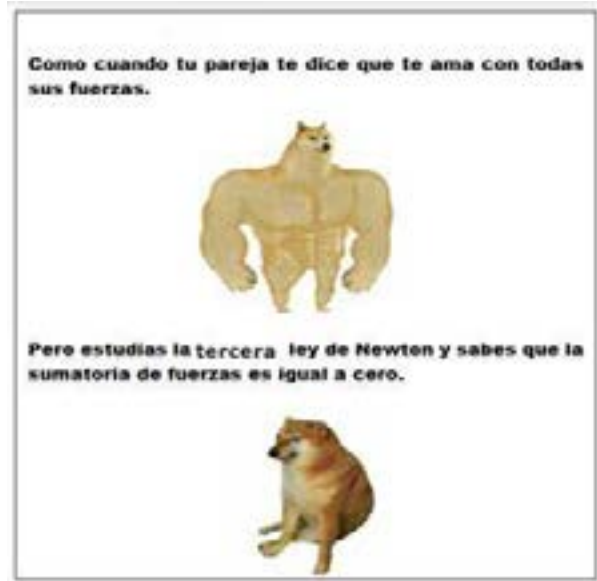 Como cuando tu pareja te dice que te ama con todas
sus fuerzas.
Pero estudias la tercera ley de Newton y sabes que la
sumatoria de fuerzas es igual a cero.